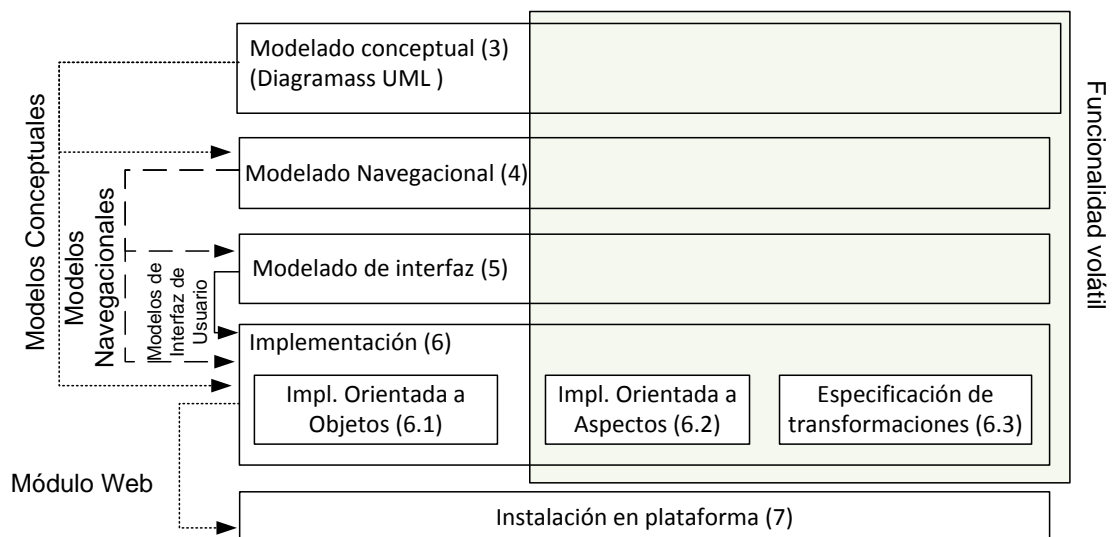 Modelado conceptual (3)
(Diagramass UML )
Modelado Navegacional (4)
Modelado de interfaz (5)
Implementación (6)
Impl. Orientada a
Objetos (6.1)
Impl. Orientada a
Aspectos (6.2)
Especificación de
transformaciones (6.3)
Instalación en plataforma (7)
Modelos Conceptuales
Modelos
Navegacionales
Modelos de
Interfaz de
Usuario
Módulo Web
Funcionalidad volátil